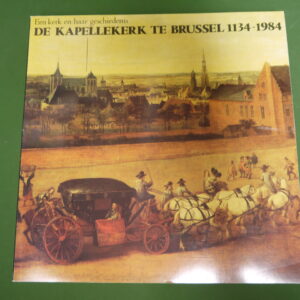 Een kerk en haar geschiedenis
DE KAPELLEKERK TE BRUSSEL 1134-1984